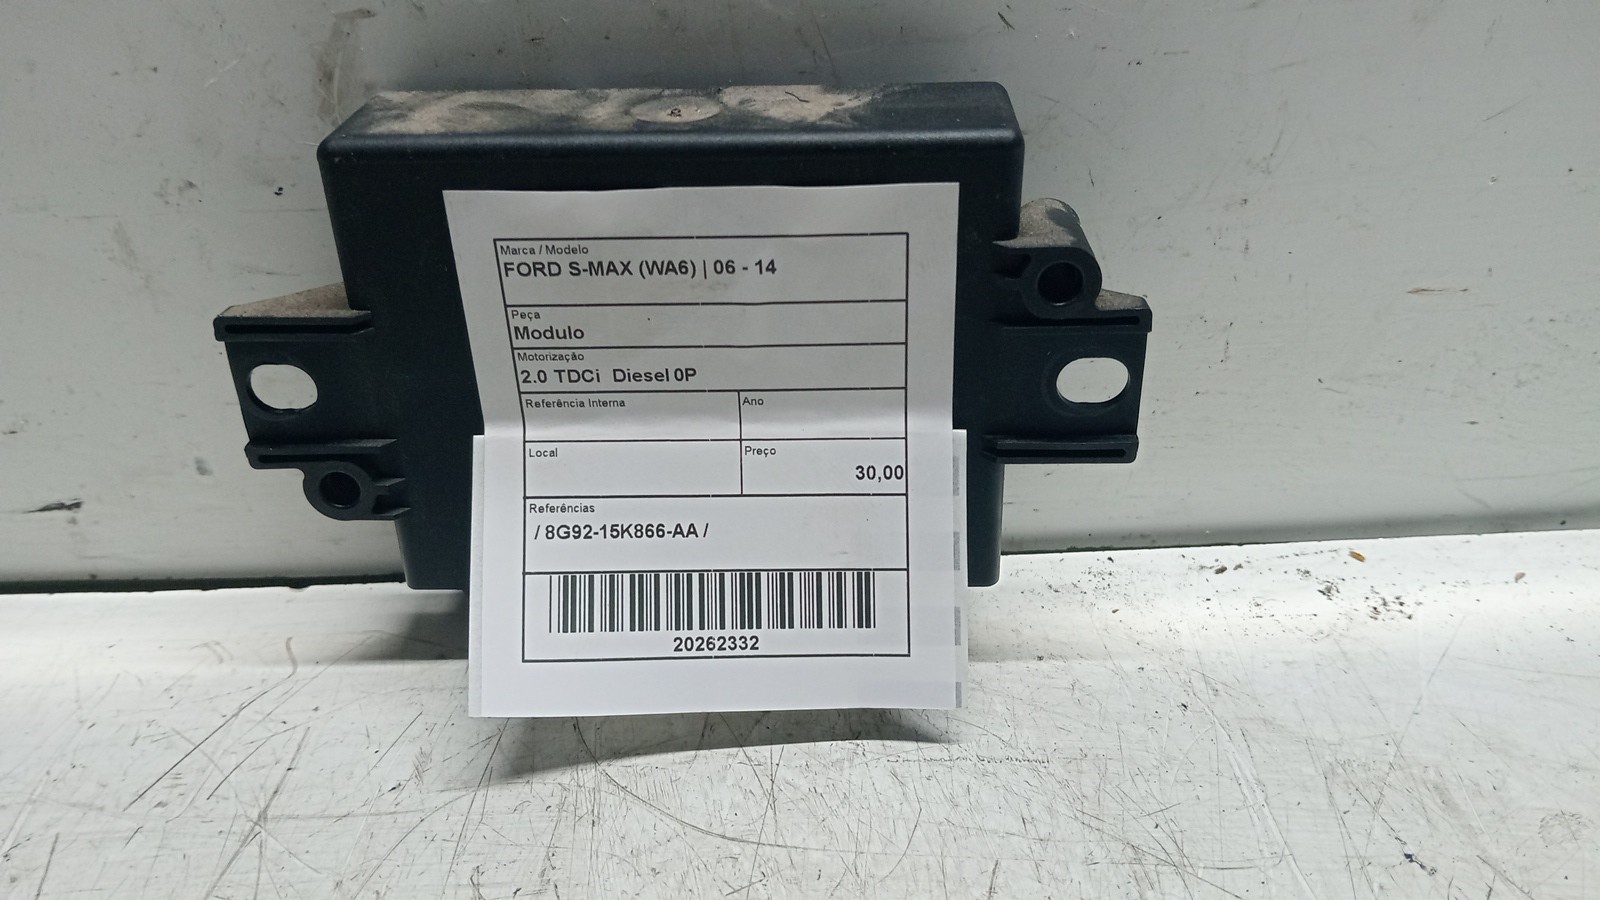 Marca / Modelo
FORD S-MAX (WA6) | 06 - 14
Peça
Modulo
Motorização
2.0 TDCi Diesel 0P
Referência Interna
Ano
Local
Preço
30,00
Referências
/ 8G92-15K866-AA /
20262332